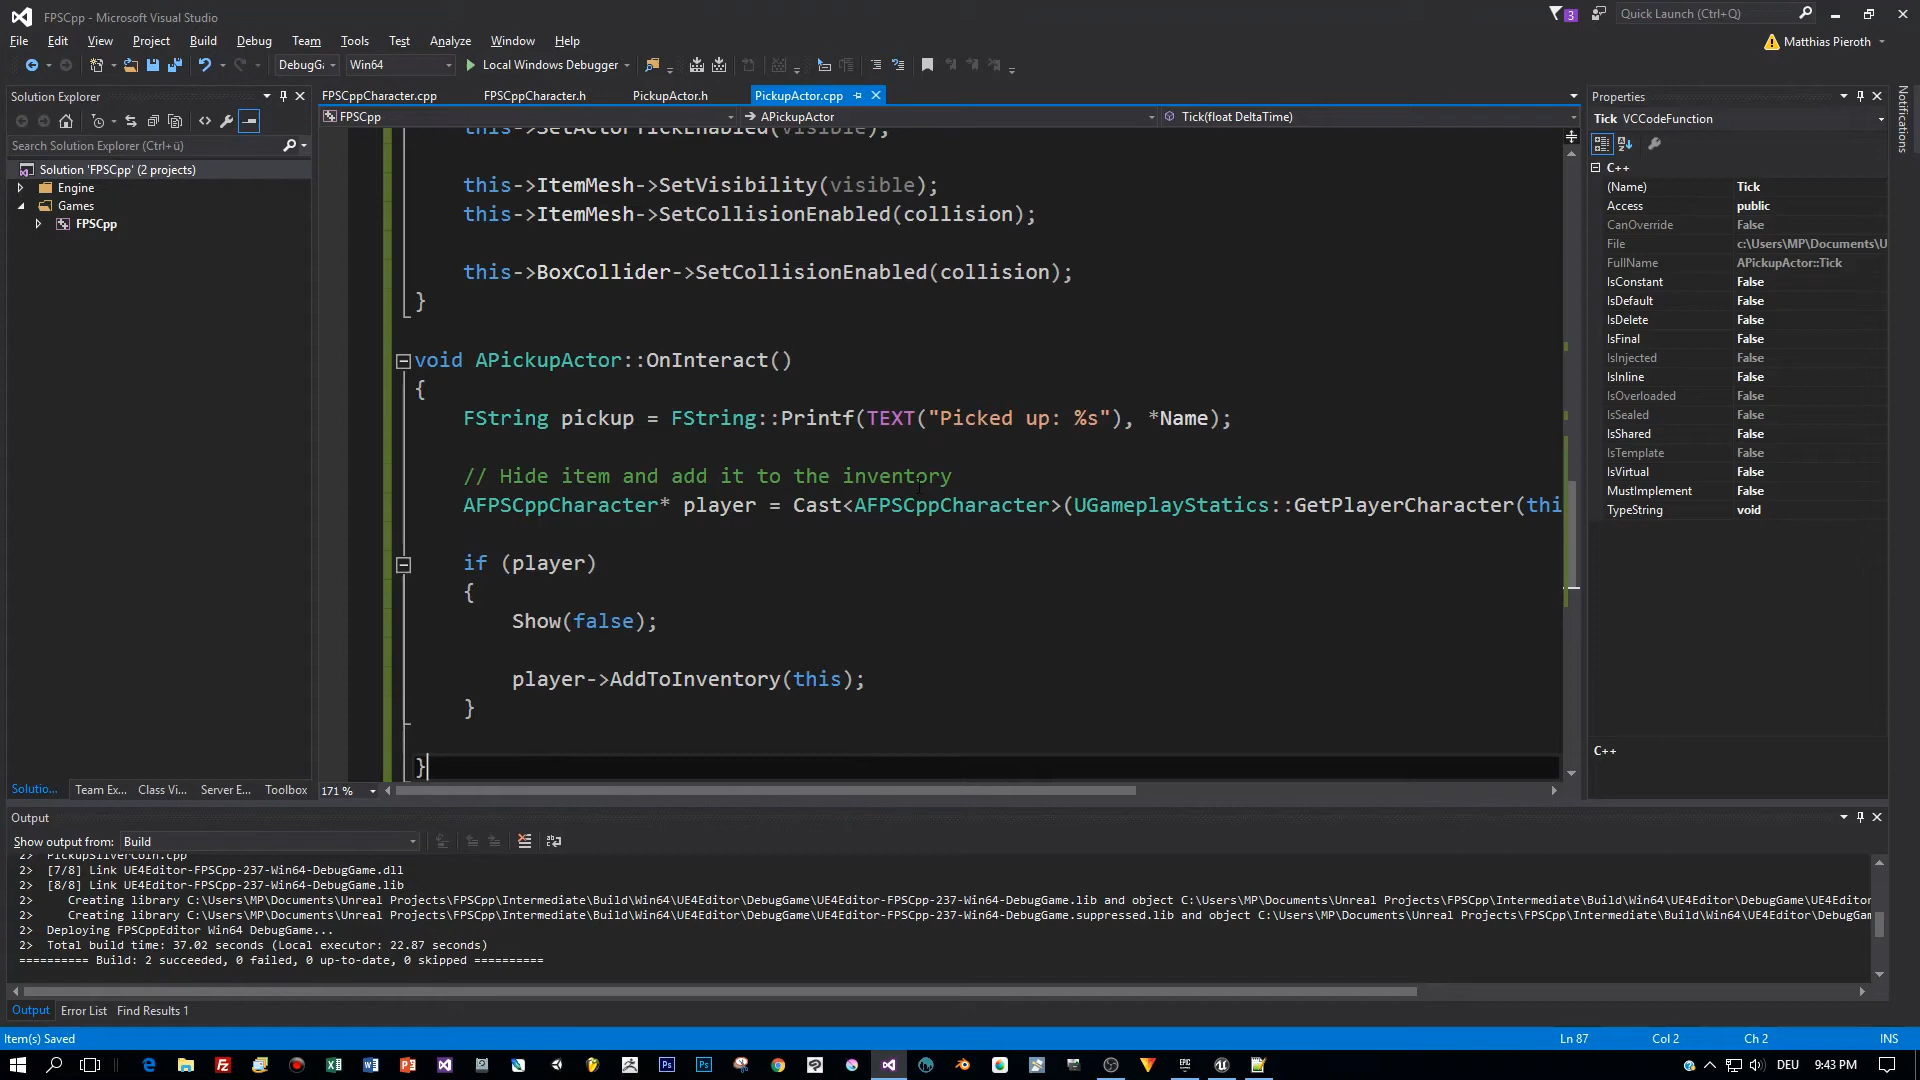 FPSCpp - Microsoft Visual Studio
3
Quick Launch (Ctrl+Q)
File Edit View Project Build Debug Team Tools Test Analyze Window Help
Matthias Pieroth
DebugG
Win64
Local Windows Debugger
Solution Explorer
Search Solution Explorer (Ctrl+ü)
Solution 'FPSCpp' (2 projects)
Engine
Games
FPSCpp
Soluti... Team Ex... Class Vi... Server E... Toolbox
FPSCppCharacter.cpp FPSCppCharacter.h PickupActor.h PickupActor.cpp
FPSCpp APickupActor Tick(float DeltaTime)
this->SetActorTickEnabled(visible);
this->ItemMesh->SetVisibility(visible);
this->ItemMesh->SetCollisionEnabled(collision);
this->BoxCollider->SetCollisionEnabled(collision);
}
void APickupActor::OnInteract()
{
FString pickup = FString::Printf(TEXT("Picked up: %s"), *Name);
// Hide item and add it to the inventory
AFPSCppCharacter* player = Cast<AFPSCppCharacter>(UGameplayStatics::GetPlayerCharacter(thi
if (player)
{
Show(false);
player->AddToInventory(this);
}
}
171 %
Properties
Tick VCCodeFunction
C++
(Name) Tick
Access public
CanOverride False
File c:\Users\MP\Documents\U
FullName APickupActor::Tick
IsConstant False
IsDefault False
IsDelete False
IsFinal False
IsInjected False
IsInline False
IsOverloaded False
IsSealed False
IsShared False
IsTemplate False
IsVirtual False
MustImplement False
TypeString void
C++
Notifications
Output
Show output from: Build
2> PickupSilverCoin.cpp
2> [7/8] Link UE4Editor-FPSCpp-237-Win64-DebugGame.dll
2> [8/8] Link UE4Editor-FPSCpp-237-Win64-DebugGame.lib
2> Creating library C:\Users\MP\Documents\Unreal Projects\FPSCpp\Intermediate\Build\Win64\UE4Editor\DebugGame\UE4Editor-FPSCpp-237-Win64-DebugGame.lib and object C:\Users\MP\Documents\Unreal Projects\FPSCpp\Intermediate\Build\Win64\UE4Editor\DebugGame\UE4Editor
2> Creating library C:\Users\MP\Documents\Unreal Projects\FPSCpp\Intermediate\Build\Win64\UE4Editor\DebugGame\UE4Editor-FPSCpp-237-Win64-DebugGame.suppressed.lib and object C:\Users\MP\Documents\Unreal Projects\FPSCpp\Intermediate\Build\Win64\UE4Editor\DebugGam
2> Deploying FPSCppEditor Win64 DebugGame...
2> Total build time: 37.02 seconds (Local executor: 22.87 seconds)
========== Build: 2 succeeded, 0 failed, 0 up-to-date, 0 skipped ==========
Output Error List Find Results 1
Item(s) Saved Ln 87 Col 2 Ch 2 INS
DEU 9:43 PM